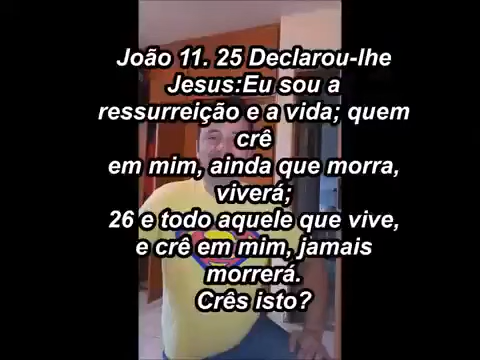 João 11. 25 Declarou-lhe
Jesus:Eu sou a
ressurreição e a vida; quem
crê
em mim, ainda que morra,
viverá;
26 e todo aquele que vive,
e crê em mim, jamais
morrerá.
Crês isto?